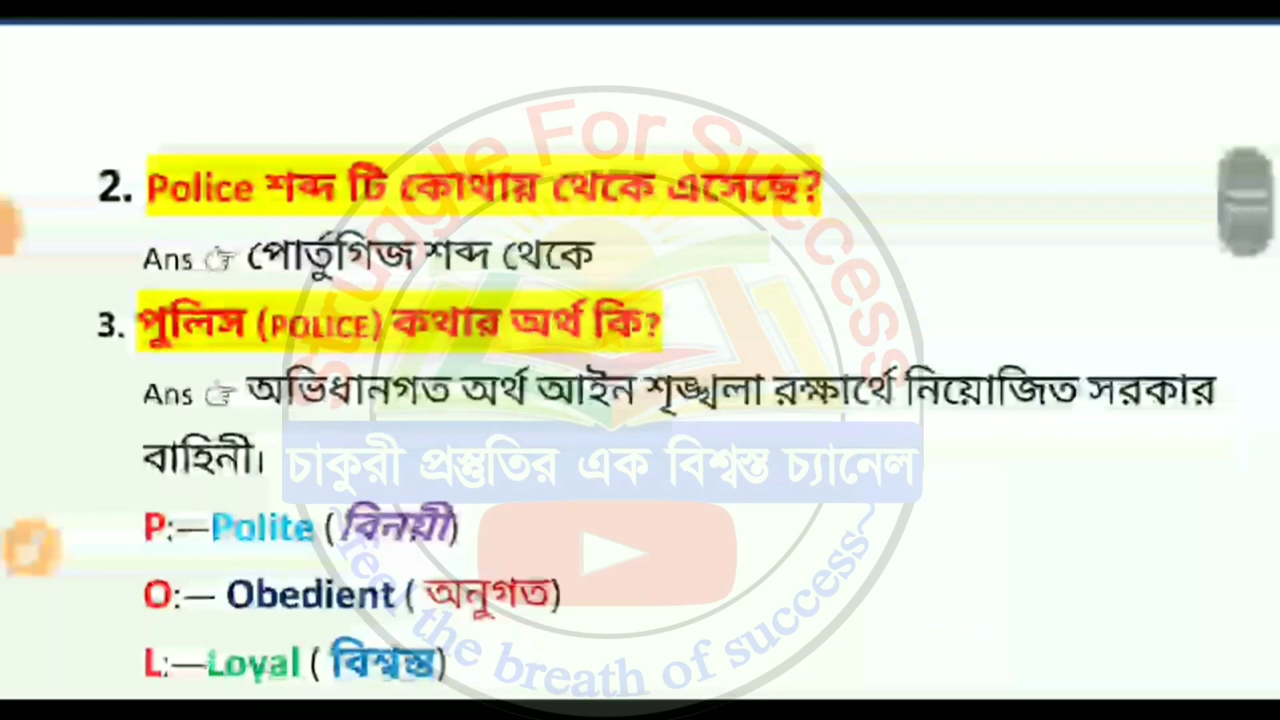 2. Police শব্দ টি কোথায় থেকে এসেছে?
Ans 👉 পোর্তুগিজ শব্দ থেকে
3. পুলিস (POLICE) কথার অর্থ কি?
Ans 👉 অভিধানগত অর্থ আইন শৃঙ্খলা রক্ষার্থে নিয়োজিত সরকার
বাহিনী।
চাকুরী প্রস্তুতির এক বিশ্বস্ত চ্যানেল
P:—Polite (বিনয়ী)
O:— Obedient ( অনুগত)
L:—Loyal ( বিশ্বস্ত)
Struggle For Success
~feel the breath of success~